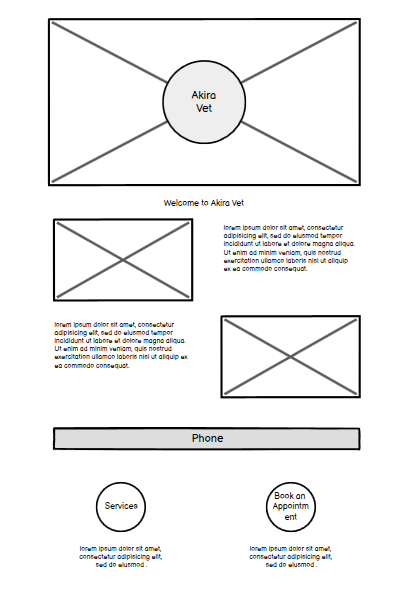 Akira
Vet
Welcome to Akira Vet
lorem ipsum dolor sit amet, consectetur
adipisicing elit, sed do eiusmod tempor
incididunt ut labore et dolore magna aliqua.
Ut enim ad minim veniam, quis nostrud
exercitation ullamco laboris nisi ut aliquip
ex ea commodo consequat.
lorem ipsum dolor sit amet, consectetur
adipisicing elit, sed do eiusmod tempor
incididunt ut labore et dolore magna aliqua.
Ut enim ad minim veniam, quis nostrud
exercitation ullamco laboris nisi ut aliquip ex
ea commodo consequat.
Phone
Services
Book an
Appointm
ent
lorem ipsum dolor sit amet,
consectetur adipisicing elit,
sed do eiusmod .
lorem ipsum dolor sit amet,
consectetur adipisicing elit,
sed do eiusmod .